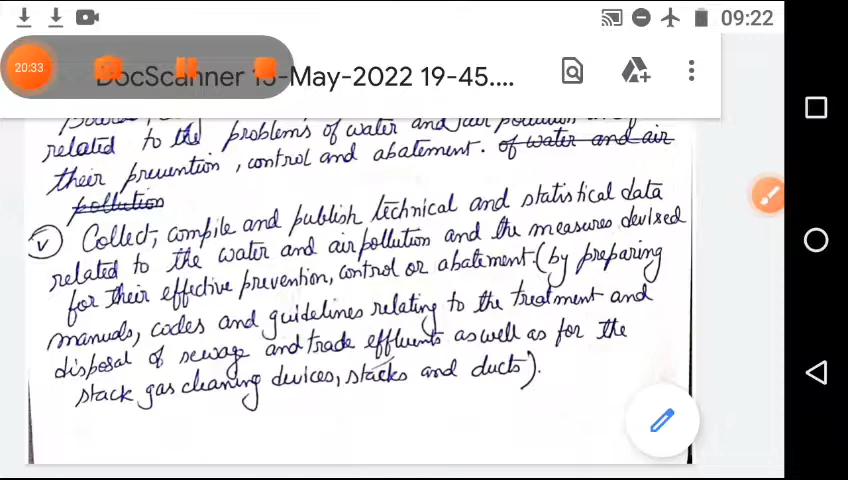 09:22
20:33
DocScanner 15-May-2022 19-45....
related to the problems of water and air pollution
their prevention, control and abatement. of water and air
pollution
(v) Collect, compile and publish technical and statistical data
related to the water and air pollution and the measures devised
for their effective prevention, control or abatement. (by preparing
manuals, codes and guidelines relating to the treatment and
disposal of sewage and trade effluents as well as for the
stack gas cleaning devices, stacks and ducts).